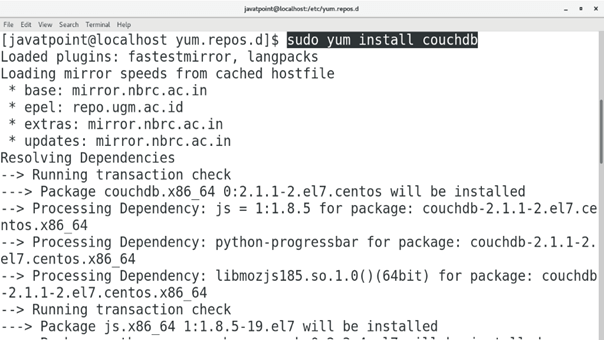 javatpoint@localhost:/etc/yum.repos.d
File Edit View Search Terminal Help
[javatpoint@localhost yum.repos.d]$ sudo yum install couchdb
Loaded plugins: fastestmirror, langpacks
Loading mirror speeds from cached hostfile
* base: mirror.nbrc.ac.in
* epel: repo.ugm.ac.id
* extras: mirror.nbrc.ac.in
* updates: mirror.nbrc.ac.in
Resolving Dependencies
--> Running transaction check
---> Package couchdb.x86_64 0:2.1.1-2.el7.centos will be installed
--> Processing Dependency: js = 1:1.8.5 for package: couchdb-2.1.1-2.el7.ce
ntos.x86_64
--> Processing Dependency: python-progressbar for package: couchdb-2.1.1-2.
el7.centos.x86_64
--> Processing Dependency: libmozjs185.so.1.0()(64bit) for package: couchdb
-2.1.1-2.el7.centos.x86_64
--> Running transaction check
---> Package js.x86_64 1:1.8.5-19.el7 will be installed